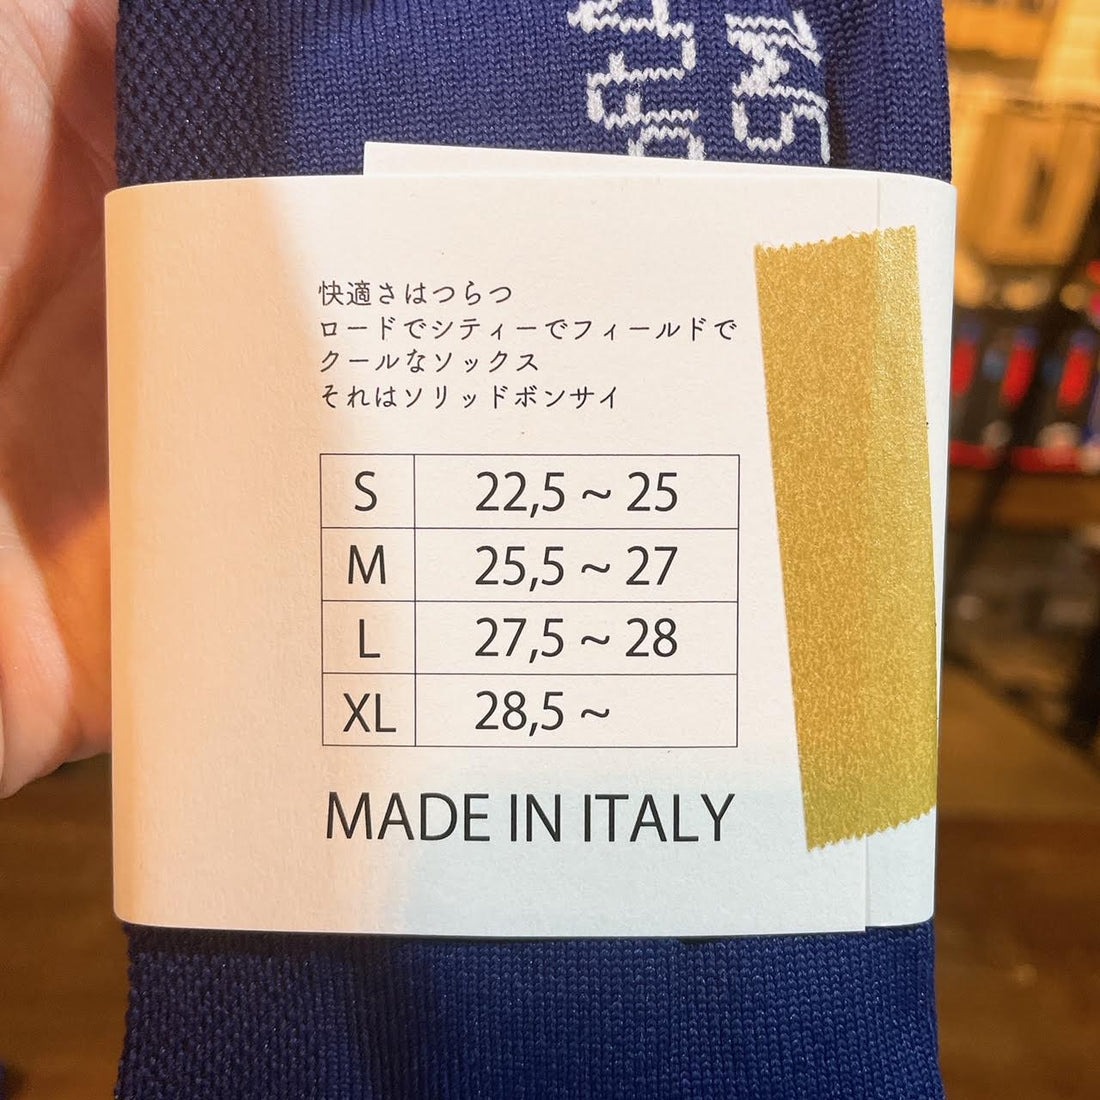 快適さはつらつ
ロードでシティーでフィールドで
クールなソックス
それはソリッドボンサイ
S 22,5 ~ 25
M 25,5 ~ 27
L 27,5 ~ 28
XL 28,5 ~
MADE IN ITALY